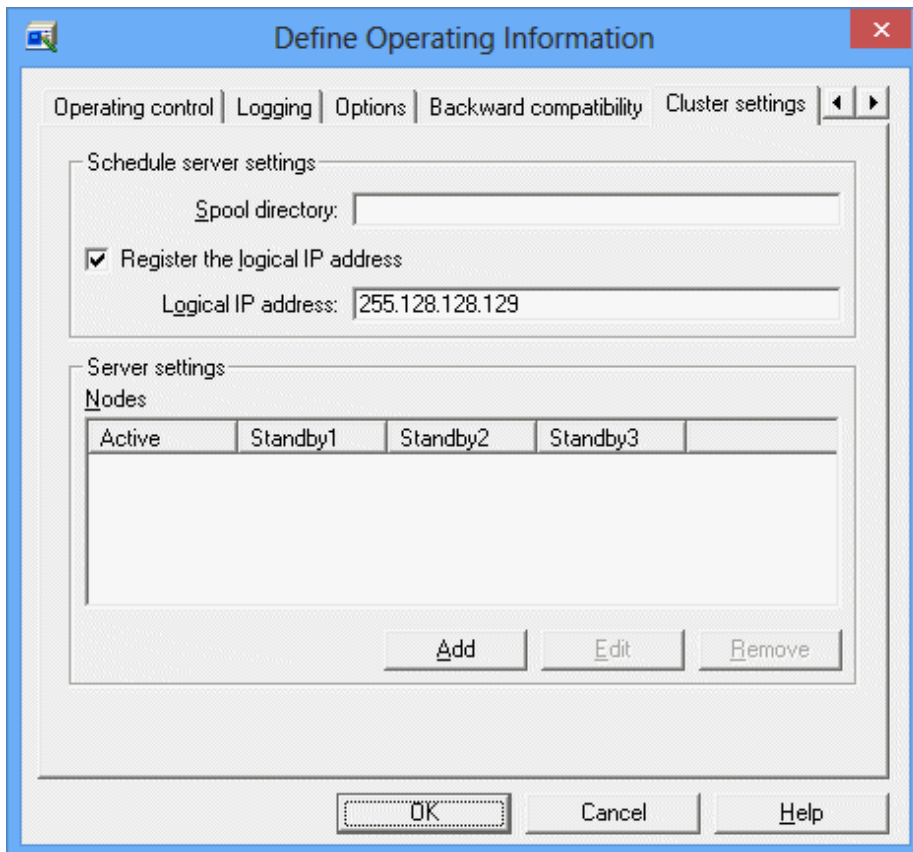 Define Operating Information
Operating control Logging Options Backward compatibility Cluster settings
Schedule server settings
Spool directory:
Register the logical IP address
Logical IP address: 255.128.128.129
Server settings
Nodes
Active Standby1 Standby2 Standby3
Add Edit Remove
OK Cancel Help